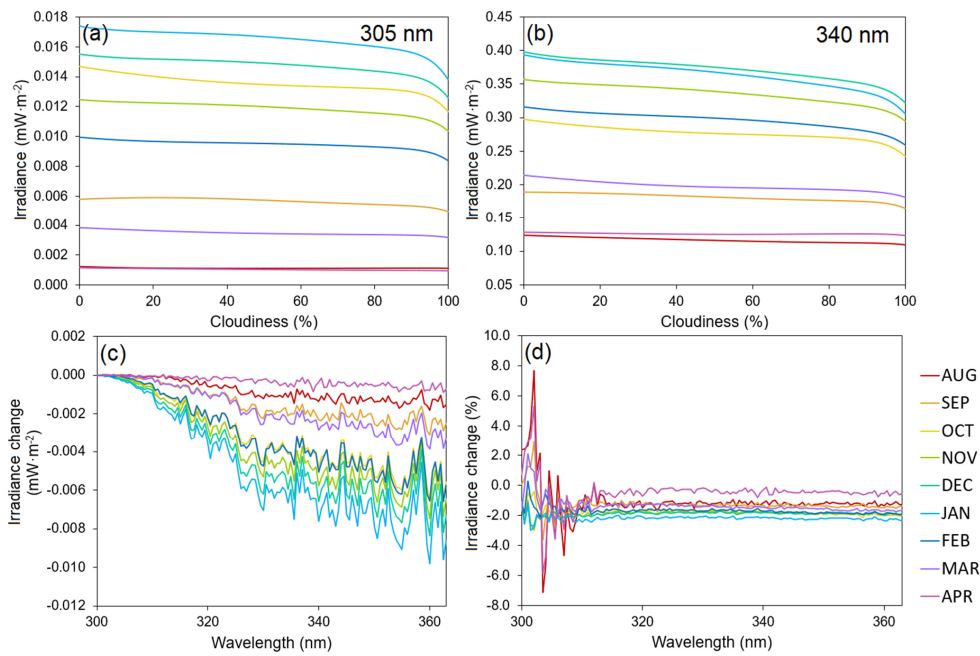 (a) 305 nm
0.018
0.016
0.014
0.012
0.010
0.008
0.006
0.004
0.002
0.000
Irradiance (mW·m⁻²)
0 20 40 60 80 100
Cloudiness (%)
(b) 340 nm
0.45
0.40
0.35
0.30
0.25
0.20
0.15
0.10
0.05
Irradiance (mW·m⁻²)
0 20 40 60 80 100
Cloudiness (%)
(c)
0.002
0.000
-0.002
-0.004
-0.006
-0.008
-0.010
-0.012
Irradiance change
(mW·m⁻²)
300 320 340 360
Wavelength (nm)
(d)
10.0
8.0
6.0
4.0
2.0
0.0
-2.0
-4.0
-6.0
-8.0
Irradiance change (%)
300 320 340 360
Wavelength (nm)
AUG
SEP
OCT
NOV
DEC
JAN
FEB
MAR
APR